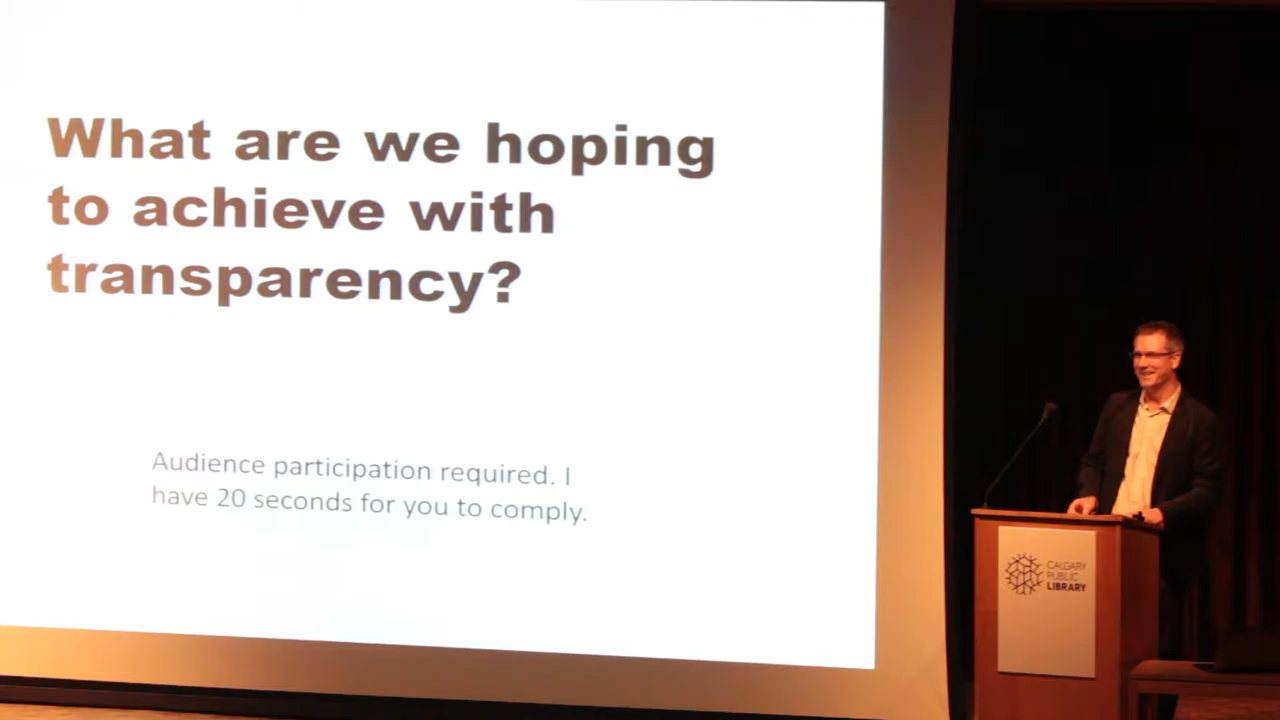 What are we hoping
to achieve with
transparency?
Audience participation required. I
have 20 seconds for you to comply.
CALGARY
PUBLIC
LIBRARY